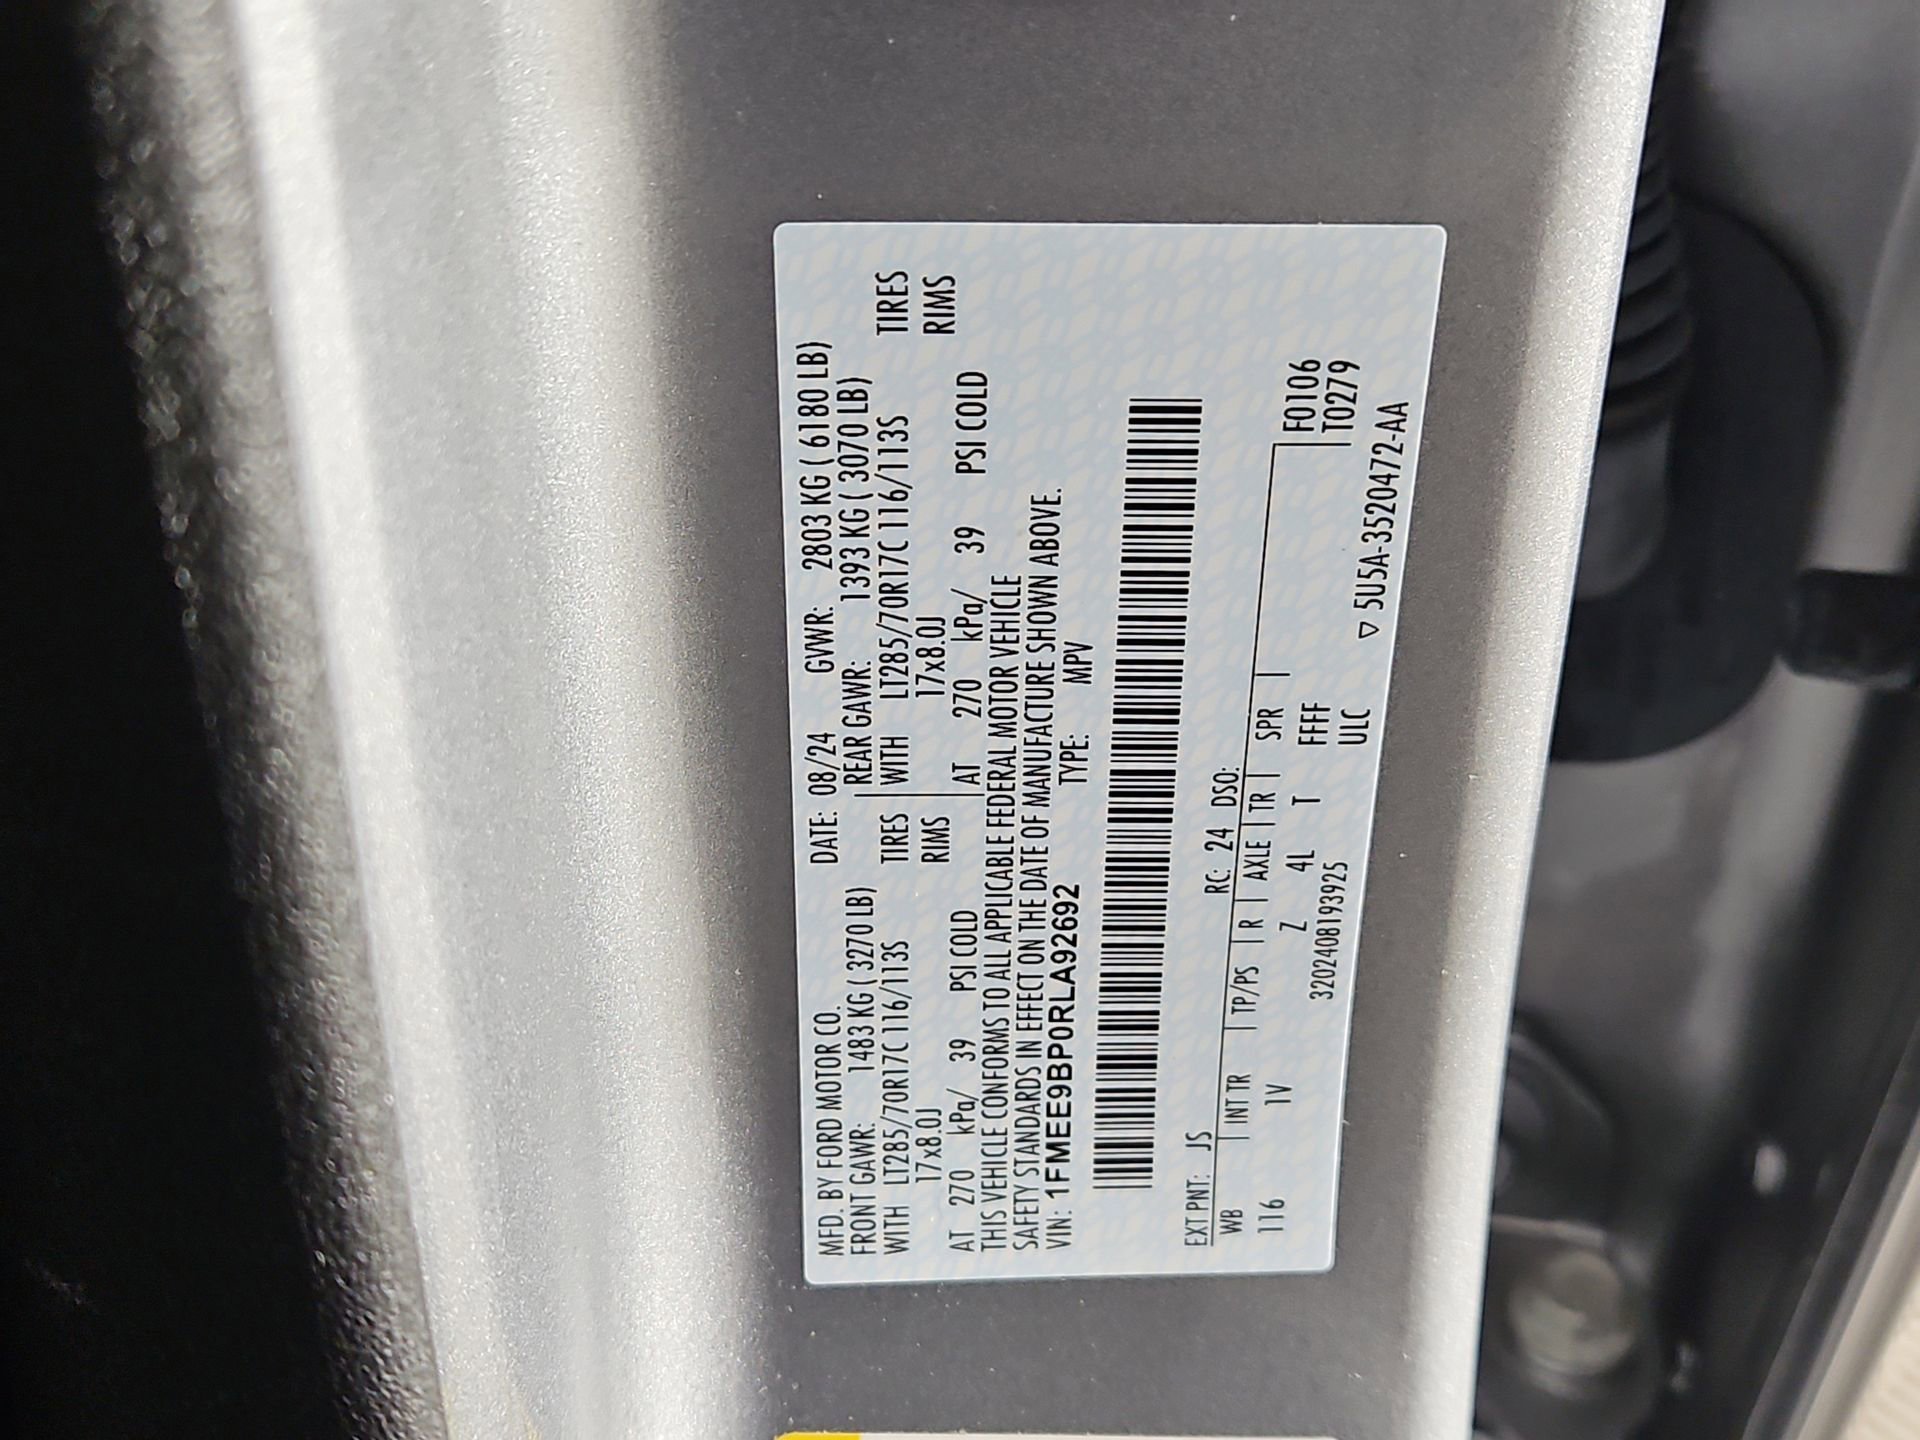 MFD. BY FORD MOTOR CO. DATE: 08/24 GVWR: 2803 KG ( 6180 LB)
FRONT GAWR: 1483 KG ( 3270 LB) REAR GAWR: 1393 KG ( 3070 LB)
WITH LT285/70R17C 116/113S TIRES WITH LT285/70R17C 116/113S TIRES
17x8.0J RIMS 17x8.0J RIMS
AT 270 kPa/ 39 PSI COLD AT 270 kPa/ 39 PSI COLD
THIS VEHICLE CONFORMS TO ALL APPLICABLE FEDERAL MOTOR VEHICLE
SAFETY STANDARDS IN EFFECT ON THE DATE OF MANUFACTURE SHOWN ABOVE.
VIN: 1FMEE9BP0RLA92692 TYPE: MPV
EXT PNT: JS RC: 24 DSO:
WB INT TR TP/PS R AXLE TR SPR F0106
116 1V Z 4L T FFFF T0279
3202408193925 ULC
▽ 5U5A-3520472-AA